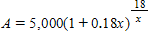 A = 5,000(1 + 0.18x)^(18/x)